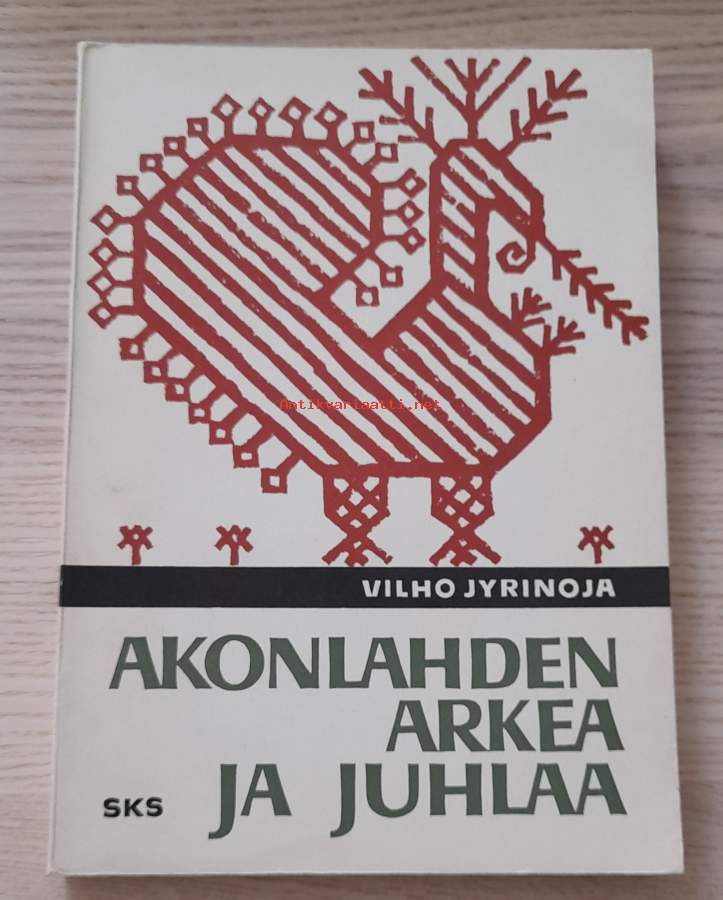 Antikvariaatti.net
VILHO JYRINOJA
AKONLAHDEN
ARKEA
JA JUHLAA
SKS